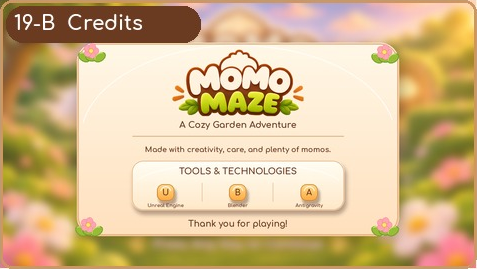 19-B Credits
MOMO
MAZE
A Cozy Garden Adventure
Made with creativity, care, and plenty of momos.
TOOLS & TECHNOLOGIES
U B A
Unreal Engine Blender Antigravity
Thank you for playing!